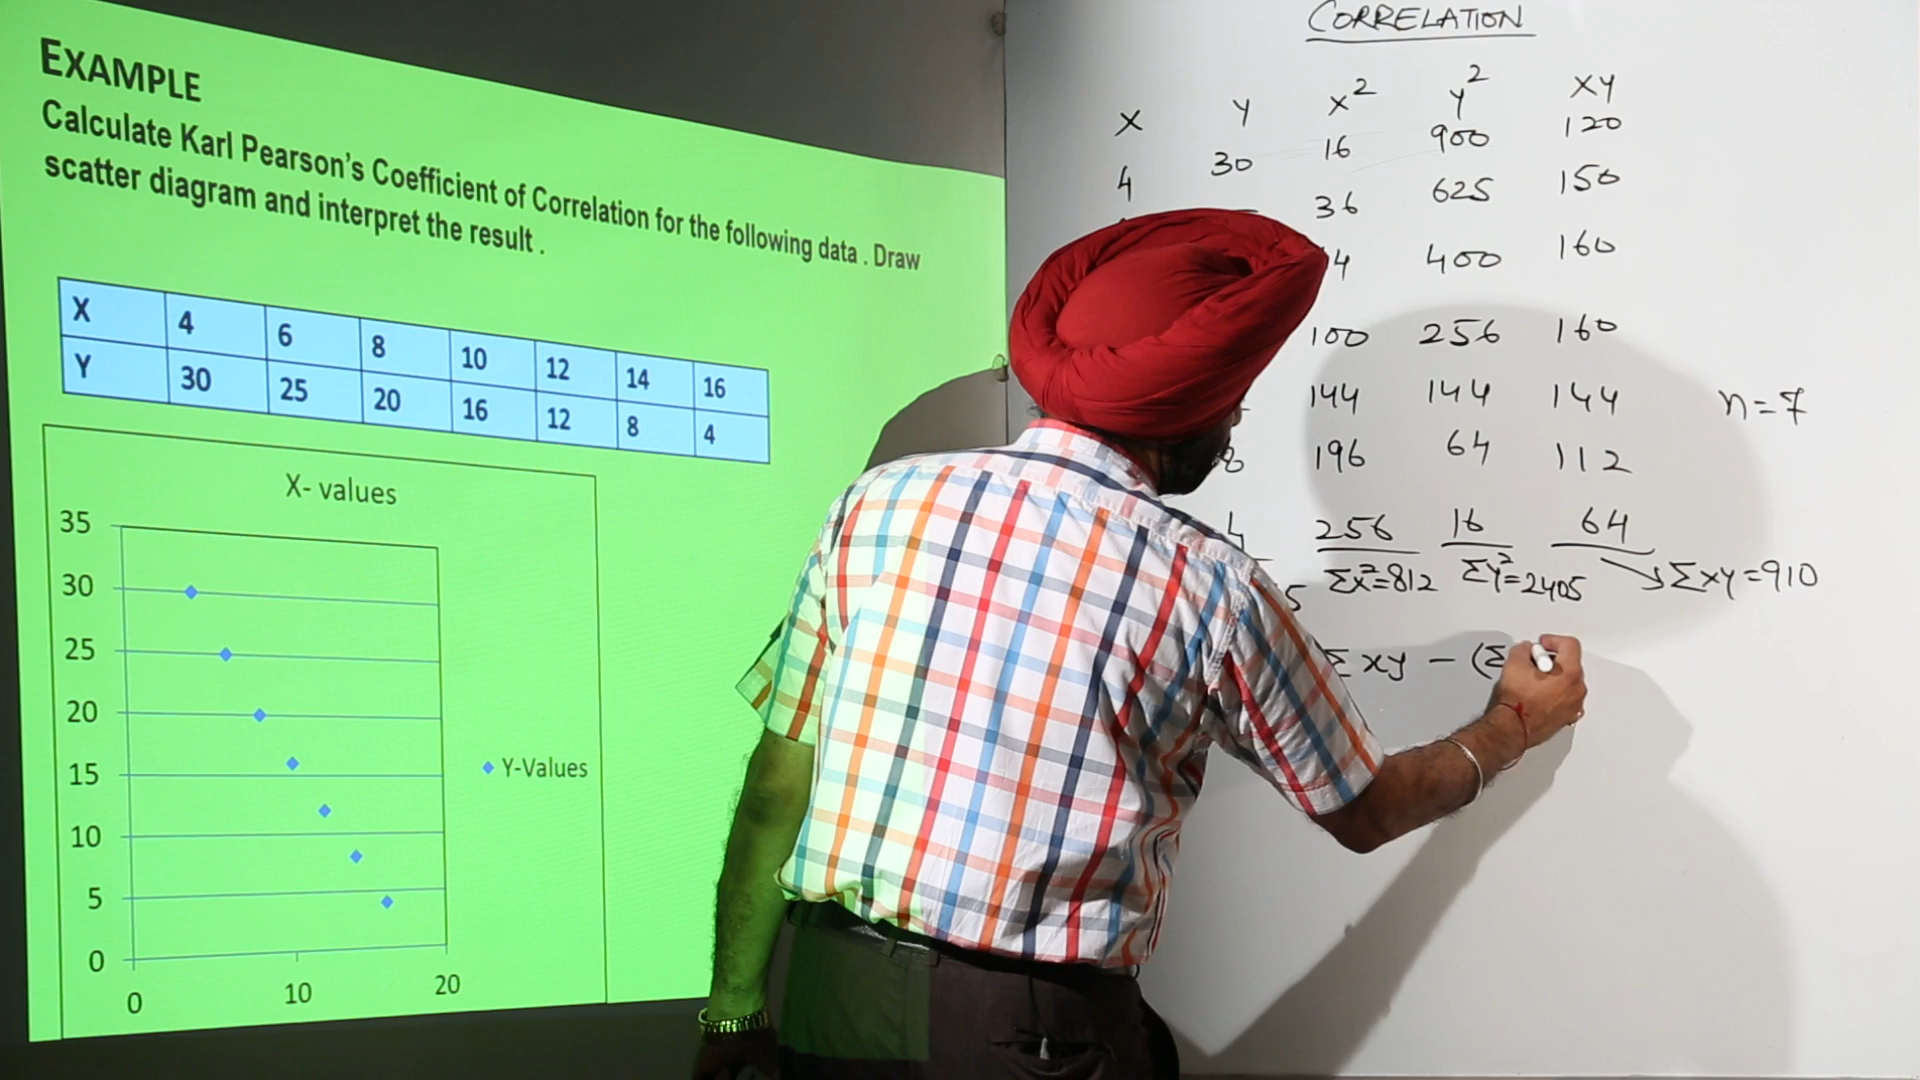 EXAMPLE
Calculate Karl Pearson's Coefficient of Correlation for the following data . Draw
scatter diagram and interpret the result .
X 4 6 8 10 12 14 16
Y 30 25 20 16 12 8 4
X- values
35
30
25
20
15
10
5
0
0 10 20
Y-Values
CORRELATION
X Y X² Y² XY
4 30 16 900 120
36 625 150
4 400 160
100 256 160
144 144 144
n=7
8 196 64 112
4 256 16 64
5 Σx²=812 Σy²=2405 Σxy=910
Σxy - (Σ